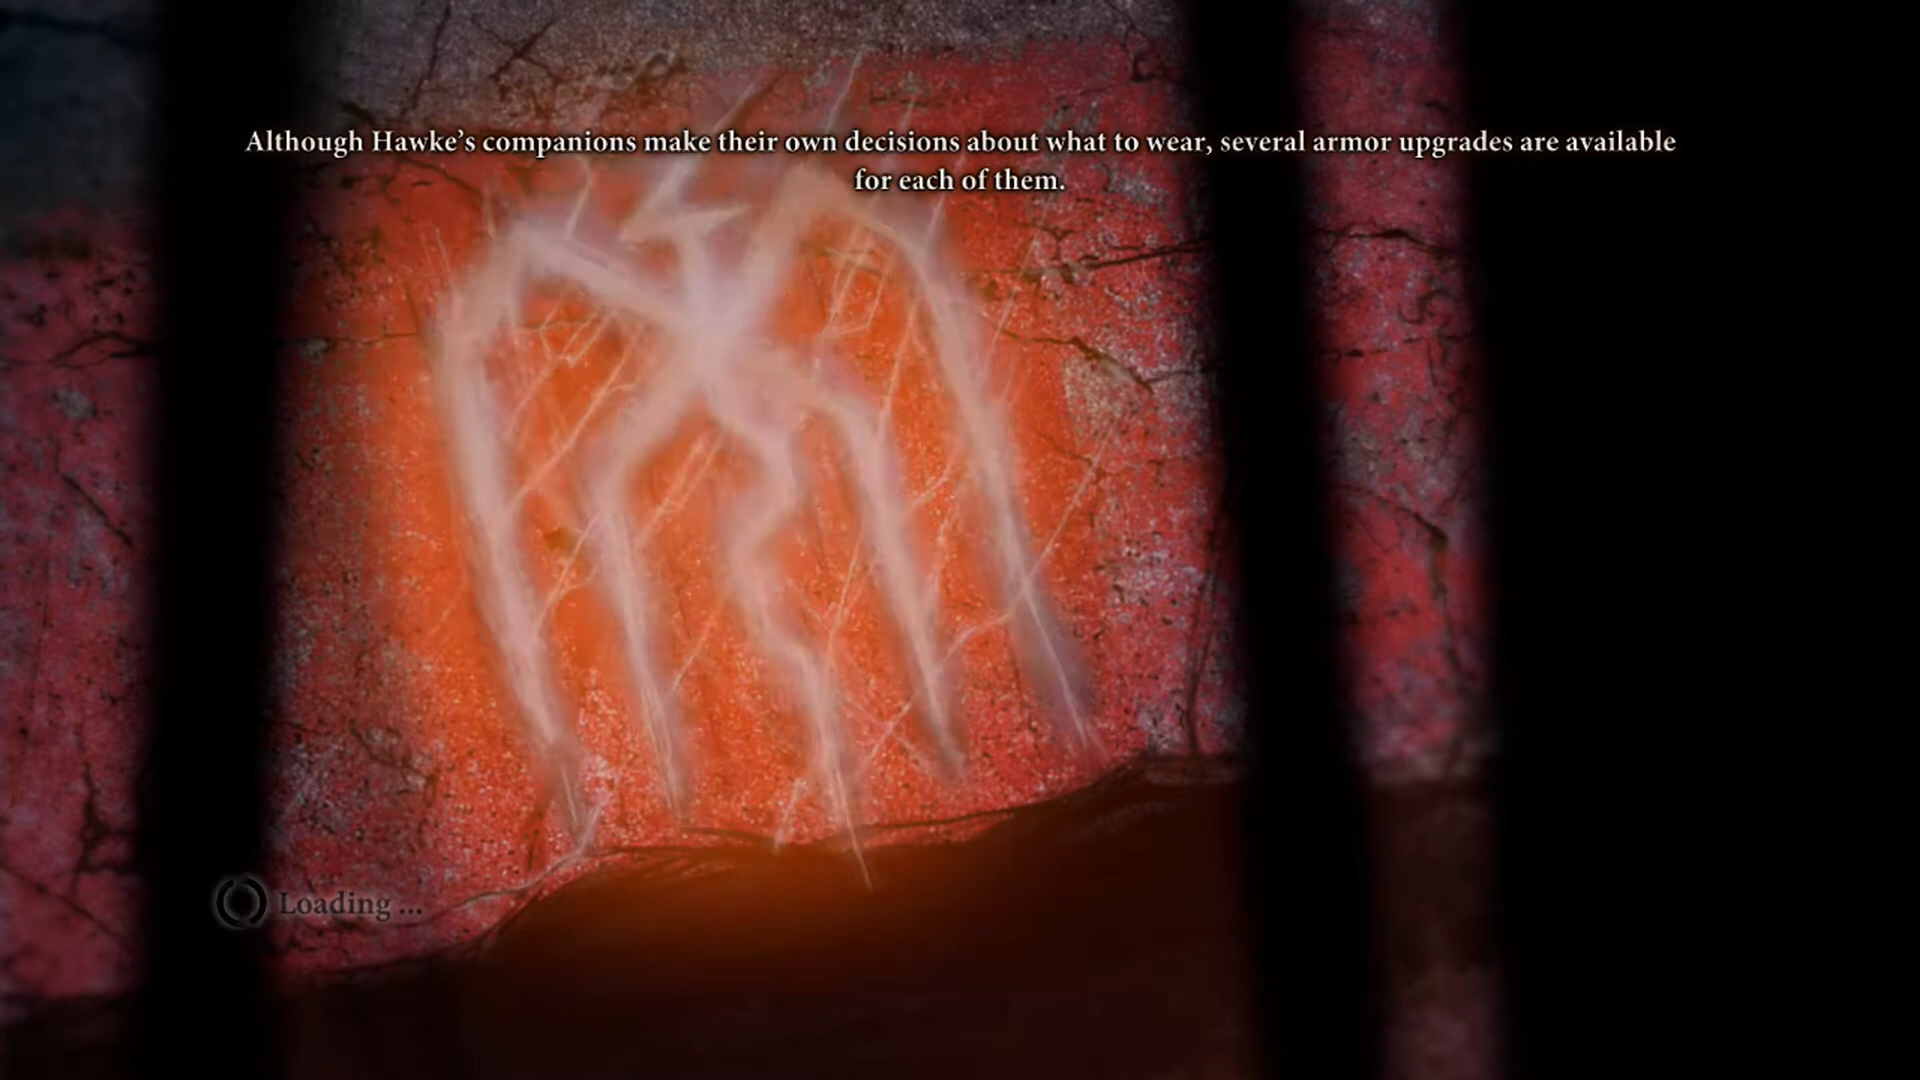 Although Hawke’s companions make their own decisions about what to wear, several armor upgrades are available
for each of them.
Loading ...